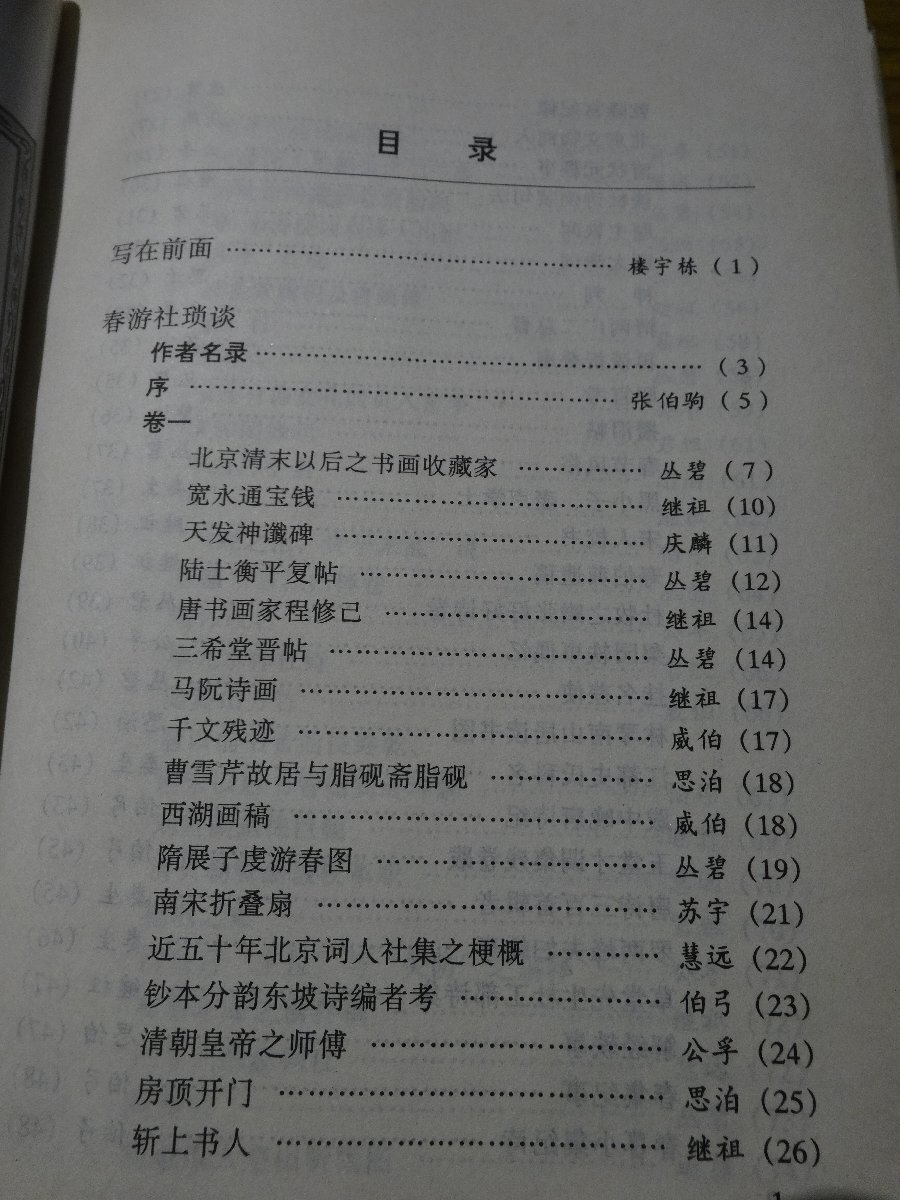 目 录
写在前面 …………………………………… 楼宇栋 (1)
春游社琐谈
作者名录 ………………………………………… (3)
序 ……………………………………… 张伯驹 (5)
卷一
北京清末以后之书画收藏家 …………… 丛碧 (7)
宽永通宝钱 …………………………… 继祖 (10)
天发神谶碑 …………………………… 庆麟 (11)
陆士衡平复帖 ………………………… 丛碧 (12)
唐书画家程修己 ……………………… 继祖 (14)
三希堂晋帖 …………………………… 丛碧 (14)
马阮诗画 ……………………………… 继祖 (17)
千文残迹 ……………………………… 威伯 (17)
曹雪芹故居与脂砚斋脂砚 …………… 思泊 (18)
西湖画稿 ……………………………… 威伯 (18)
隋展子虔游春图 ……………………… 丛碧 (19)
南宋折叠扇 …………………………… 苏宇 (21)
近五十年北京词人社集之梗概 ……… 慧远 (22)
钞本分韵东坡诗编者考 ……………… 伯弓 (23)
清朝皇帝之师傅 ……………………… 公孚 (24)
房顶开门 ……………………………… 思泊 (25)
斩上书人 ……………………………… 继祖 (26)